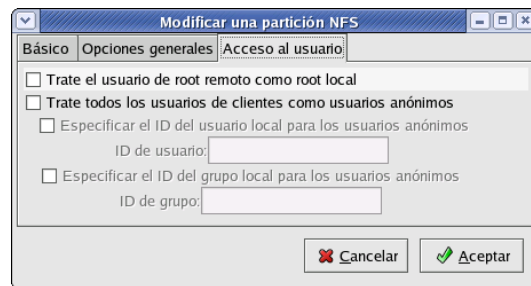 Modificar una partición NFS
Básico Opciones generales Acceso al usuario
Trate el usuario de root remoto como root local
Trate todos los usuarios de clientes como usuarios anónimos
Especificar el ID del usuario local para los usuarios anónimos
ID de usuario:
Especificar el ID del grupo local para los usuarios anónimos
ID de grupo:
Cancelar Aceptar